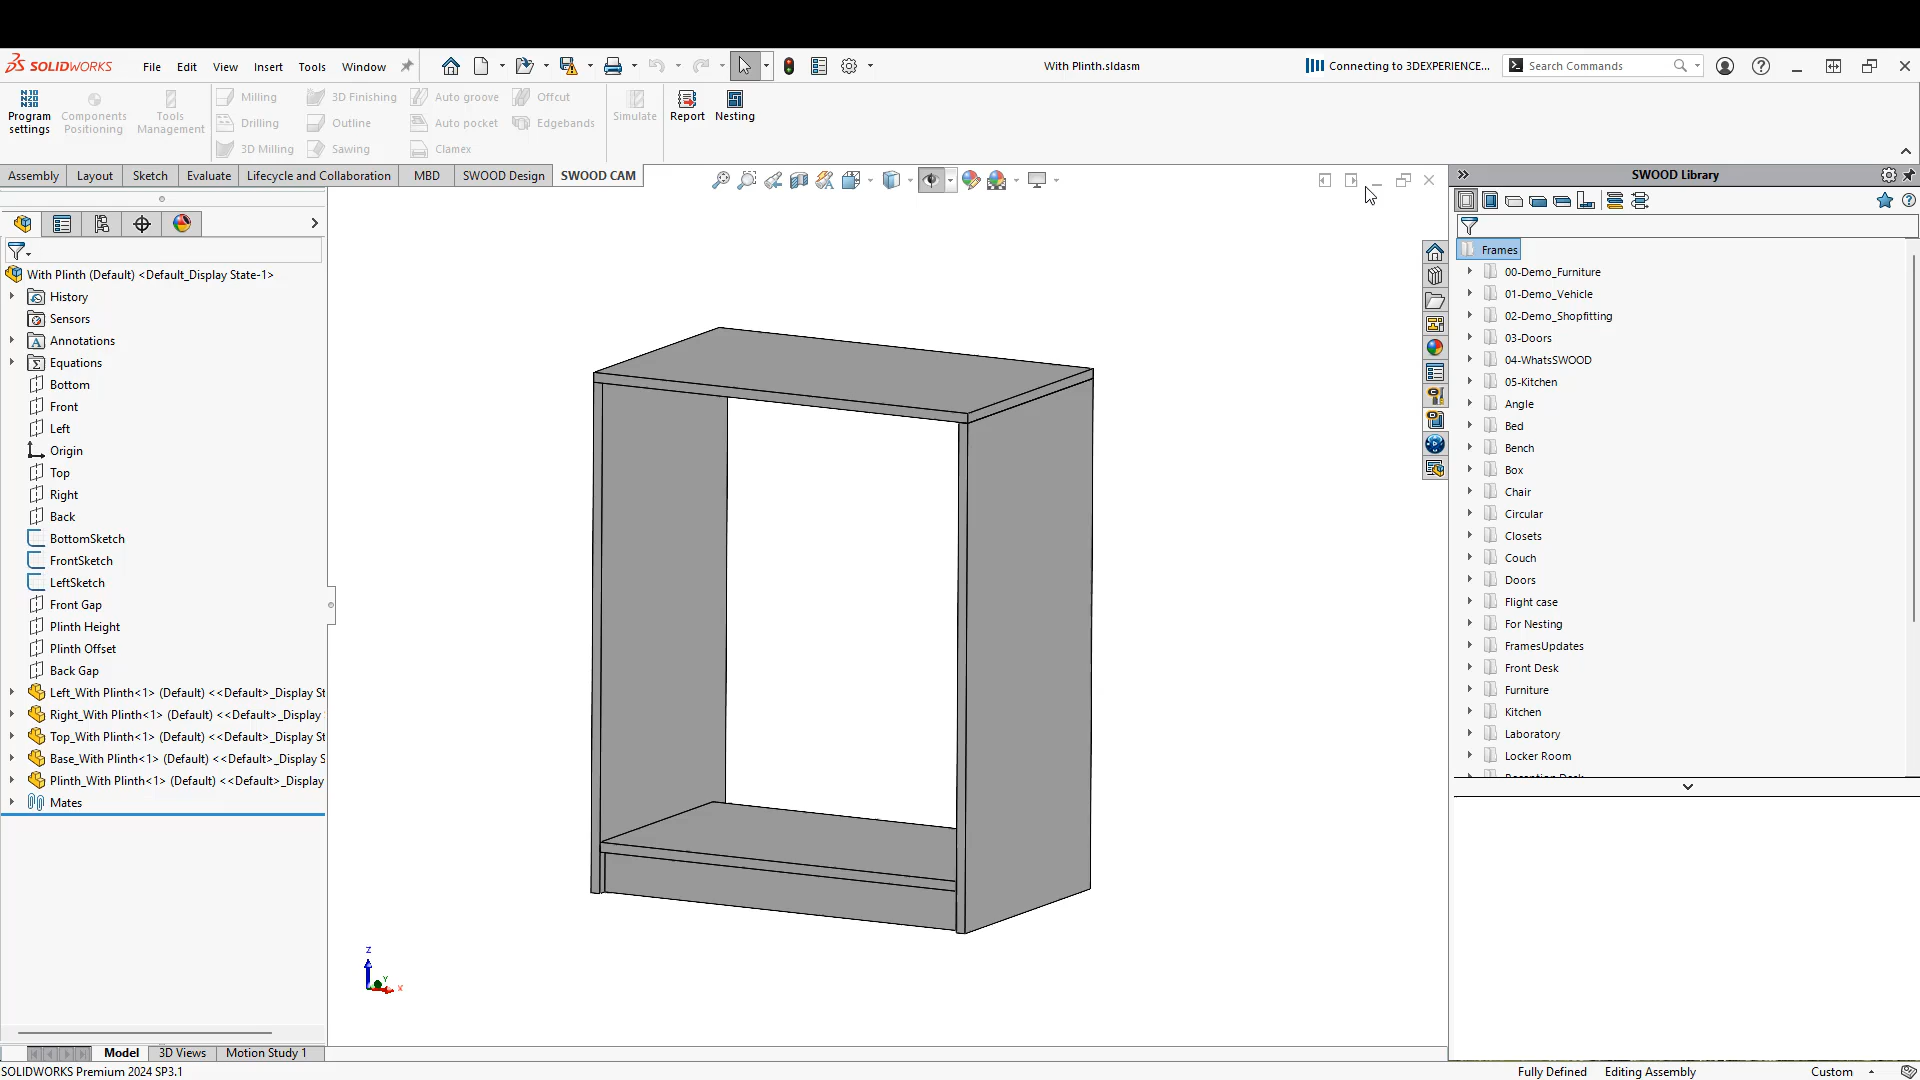 SOLIDWORKS File Edit View Insert Tools Window With Plinth.sldasm Connecting to 3DEXPERIENCE... Search Commands
Program settings
Components Positioning
Tools Management
Milling 3D Finishing Auto groove Offcut
Drilling Outline Auto pocket Edgebands
3D Milling Sawing Clamex
Simulate
Report
Nesting
Assembly Layout Sketch Evaluate Lifecycle and Collaboration MBD SWOOD Design SWOOD CAM
With Plinth (Default) <Default_Display State-1>
History
Sensors
Annotations
Equations
Bottom
Front
Left
Origin
Top
Right
Back
BottomSketch
FrontSketch
LeftSketch
Front Gap
Plinth Height
Plinth Offset
Back Gap
Left_With Plinth<1> (Default) <<Default>_Display St
Right_With Plinth<1> (Default) <<Default>_Display
Top_With Plinth<1> (Default) <<Default>_Display St
Base_With Plinth<1> (Default) <<Default>_Display S
Plinth_With Plinth<1> (Default) <<Default>_Display
Mates
Z
Y
X
SWOOD Library
Frames
00-Demo_Furniture
01-Demo_Vehicle
02-Demo_Shopfitting
03-Doors
04-WhatsSWOOD
05-Kitchen
Angle
Bed
Bench
Box
Chair
Circular
Closets
Couch
Doors
Flight case
For Nesting
FramesUpdates
Front Desk
Furniture
Kitchen
Laboratory
Locker Room
Model 3D Views Motion Study 1
SOLIDWORKS Premium 2024 SP3.1 Fully Defined Editing Assembly Custom